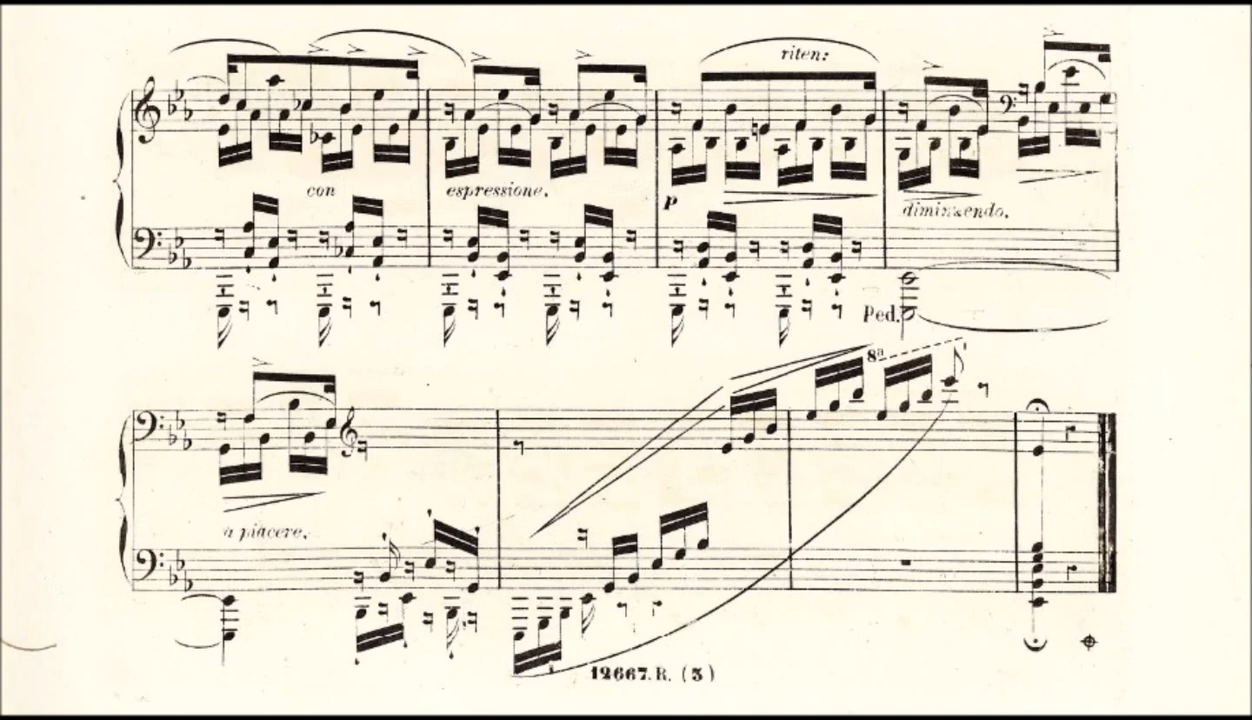 riten:
con espressione.
p
diminuendo.
Ped.
8ª
a piacere.
12667. R. (3)